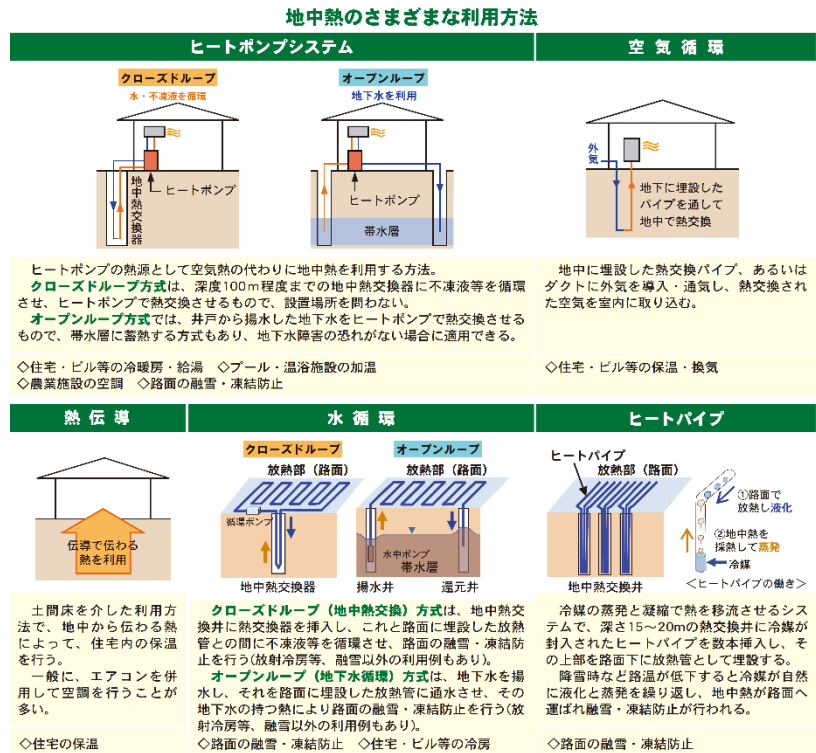 地中熱のさまざまな利用方法
ヒートポンプシステム
クローズドループ
水・不凍液を循環
地中熱交換器
ヒートポンプ
オープンループ
地下水を利用
ヒートポンプ
帯水層
ヒートポンプの熱源として空気熱の代わりに地中熱を利用する方法。
クローズドループ方式は、深度100m程度までの地中熱交換器に不凍液等を循環
させ、ヒートポンプで熱交換させるもので、設置場所を問わない。
オープンループ方式では、井戸から揚水した地下水をヒートポンプで熱交換させる
もので、帯水層に蓄熱する方式もあり、地下水障害の恐れがない場合に適用できる。
◇住宅・ビル等の冷暖房・給湯 ◇プール・温浴施設の加温
◇農業施設の空調 ◇路面の融雪・凍結防止
空気循環
外気
地下に埋設した
パイプを通して
地中で熱交換
地中に埋設した熱交換パイプ、あるいは
ダクトに外気を導入・通気し、熱交換され
た空気を室内に取り込む。
◇住宅・ビル等の保温・換気
熱伝導
伝導で伝わる
熱を利用
土間床を介した利用方
法で、地中から伝わる熱
によって、住宅内の保温
を行う。
一般に、エアコンを併
用して空調を行うことが
多い。
◇住宅の保温
水循環
クローズドループ
放熱部(路面)
循環ポンプ
地中熱交換器
オープンループ
放熱部(路面)
水中ポンプ
帯水層
揚水井
還元井
クローズドループ(地中熱交換)方式は、地中熱交
換井に熱交換器を挿入し、これと路面に埋設した放熱
管との間に不凍液等を循環させ、路面の融雪・凍結防
止を行う(放射冷房等、融雪以外の利用例もあり)。
オープンループ(地下水循環)方式は、地下水を揚
水し、それを路面に埋設した放熱管に通水させ、その
地下水の持つ熱により路面の融雪・凍結防止を行う(放
射冷房等、融雪以外の利用例もあり)。
◇路面の融雪・凍結防止 ◇住宅・ビル等の冷房
ヒートパイプ
ヒートパイプ
放熱部(路面)
地中熱交換井
①路面で
放熱し液化
②地中熱を
採熱して蒸発
冷媒
<ヒートパイプの働き>
冷媒の蒸発と凝縮で熱を移流させるシス
テムで、深さ15～20mの熱交換井に冷媒が
封入されたヒートパイプを数本挿入し、そ
の上部を路面下に放熱管として埋設する。
降雪時など路温が低下すると冷媒が自然
に液化と蒸発を繰り返し、地中熱が路面へ
運ばれ融雪・凍結防止が行われる。
◇路面の融雪・凍結防止